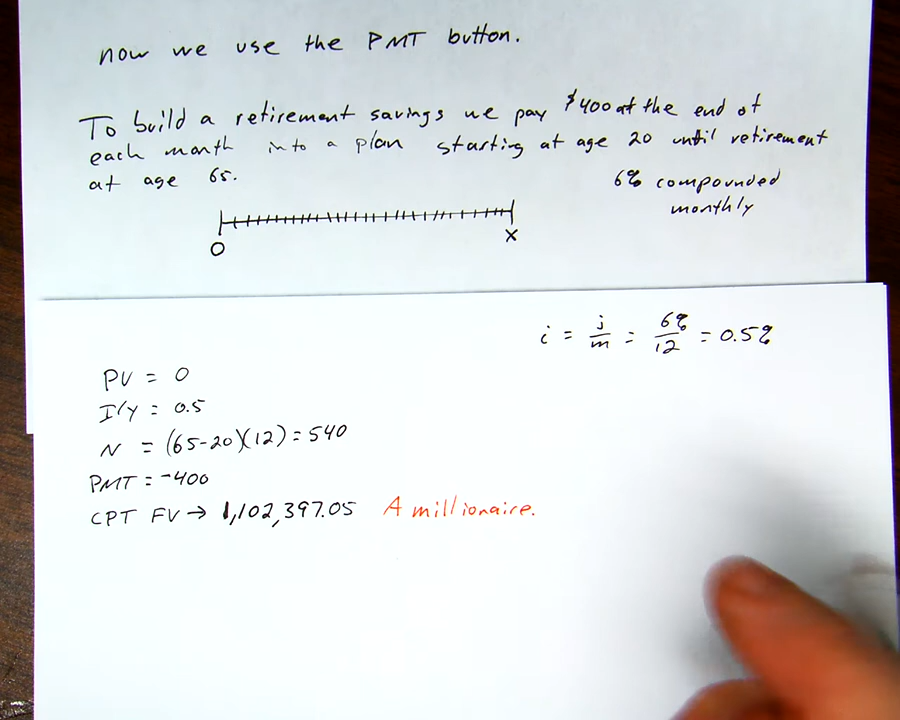 now we use the PMT button.
To build a retirement savings we pay $400 at the end of
each month into a plan starting at age 20 until retirement
at age 65.
6% compounded
monthly
0
X
i = j/m = 6%/12 = 0.5%
PV = 0
I/Y = 0.5
N = (65-20)(12) = 540
PMT = -400
CPT FV → 1,102,397.05 A millionaire.